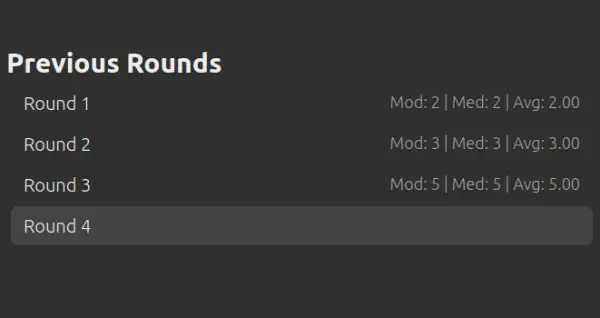 Previous Rounds
Round 1 Mod: 2 | Med: 2 | Avg: 2.00
Round 2 Mod: 3 | Med: 3 | Avg: 3.00
Round 3 Mod: 5 | Med: 5 | Avg: 5.00
Round 4